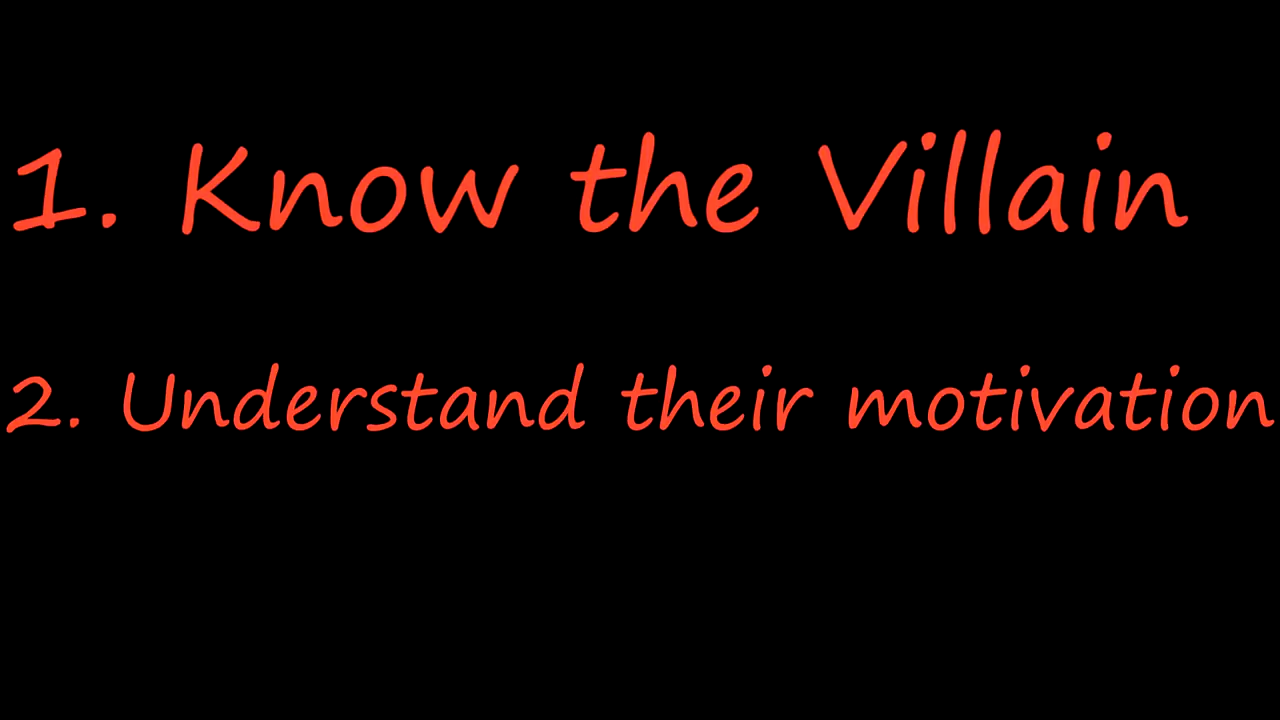 1. Know the Villain
2. Understand their motivation